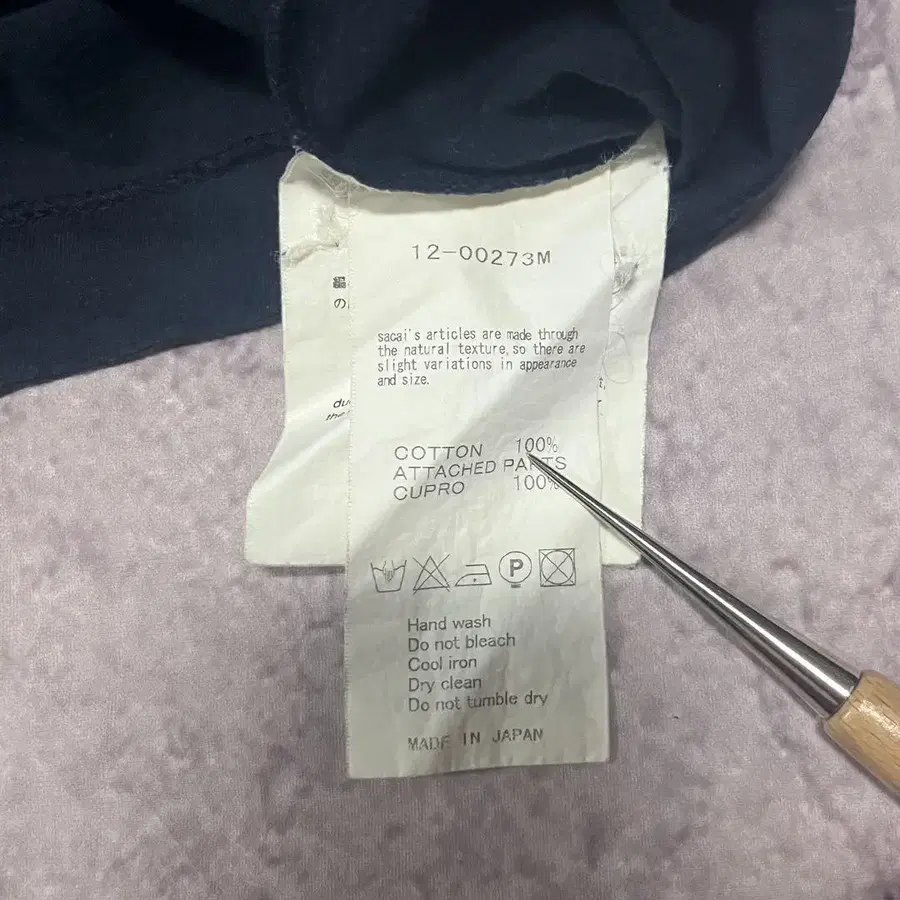 12-00273M
sacai's articles are made through
the natural texture, so there are
slight variations in appearance
and size.
COTTON 100%
ATTACHED PARTS
CUPRO 100%
P
Hand wash
Do not bleach
Cool iron
Dry clean
Do not tumble dry
MADE IN JAPAN
の